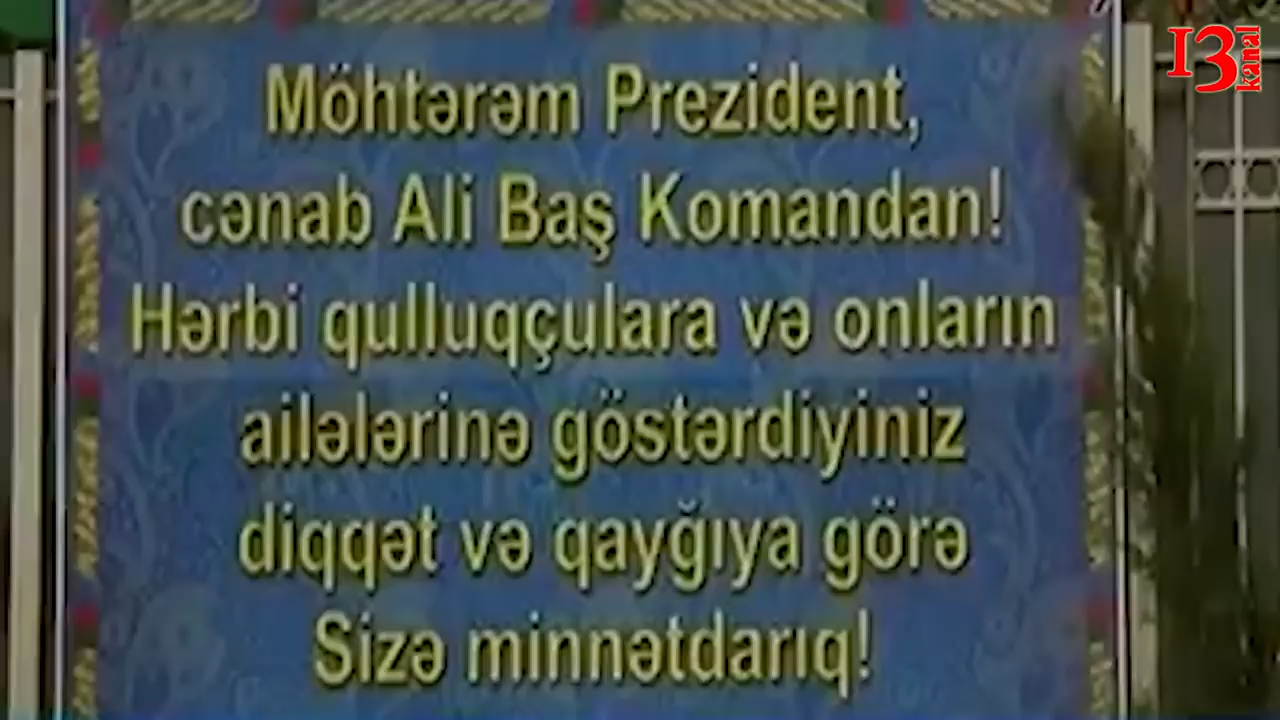 Möhtərəm Prezident,
cənab Ali Baş Komandan!
Hərbi qulluqçulara və onların
ailələrinə göstərdiyiniz
diqqət və qayğıya görə
Sizə minnətdarıq!
13 kanal